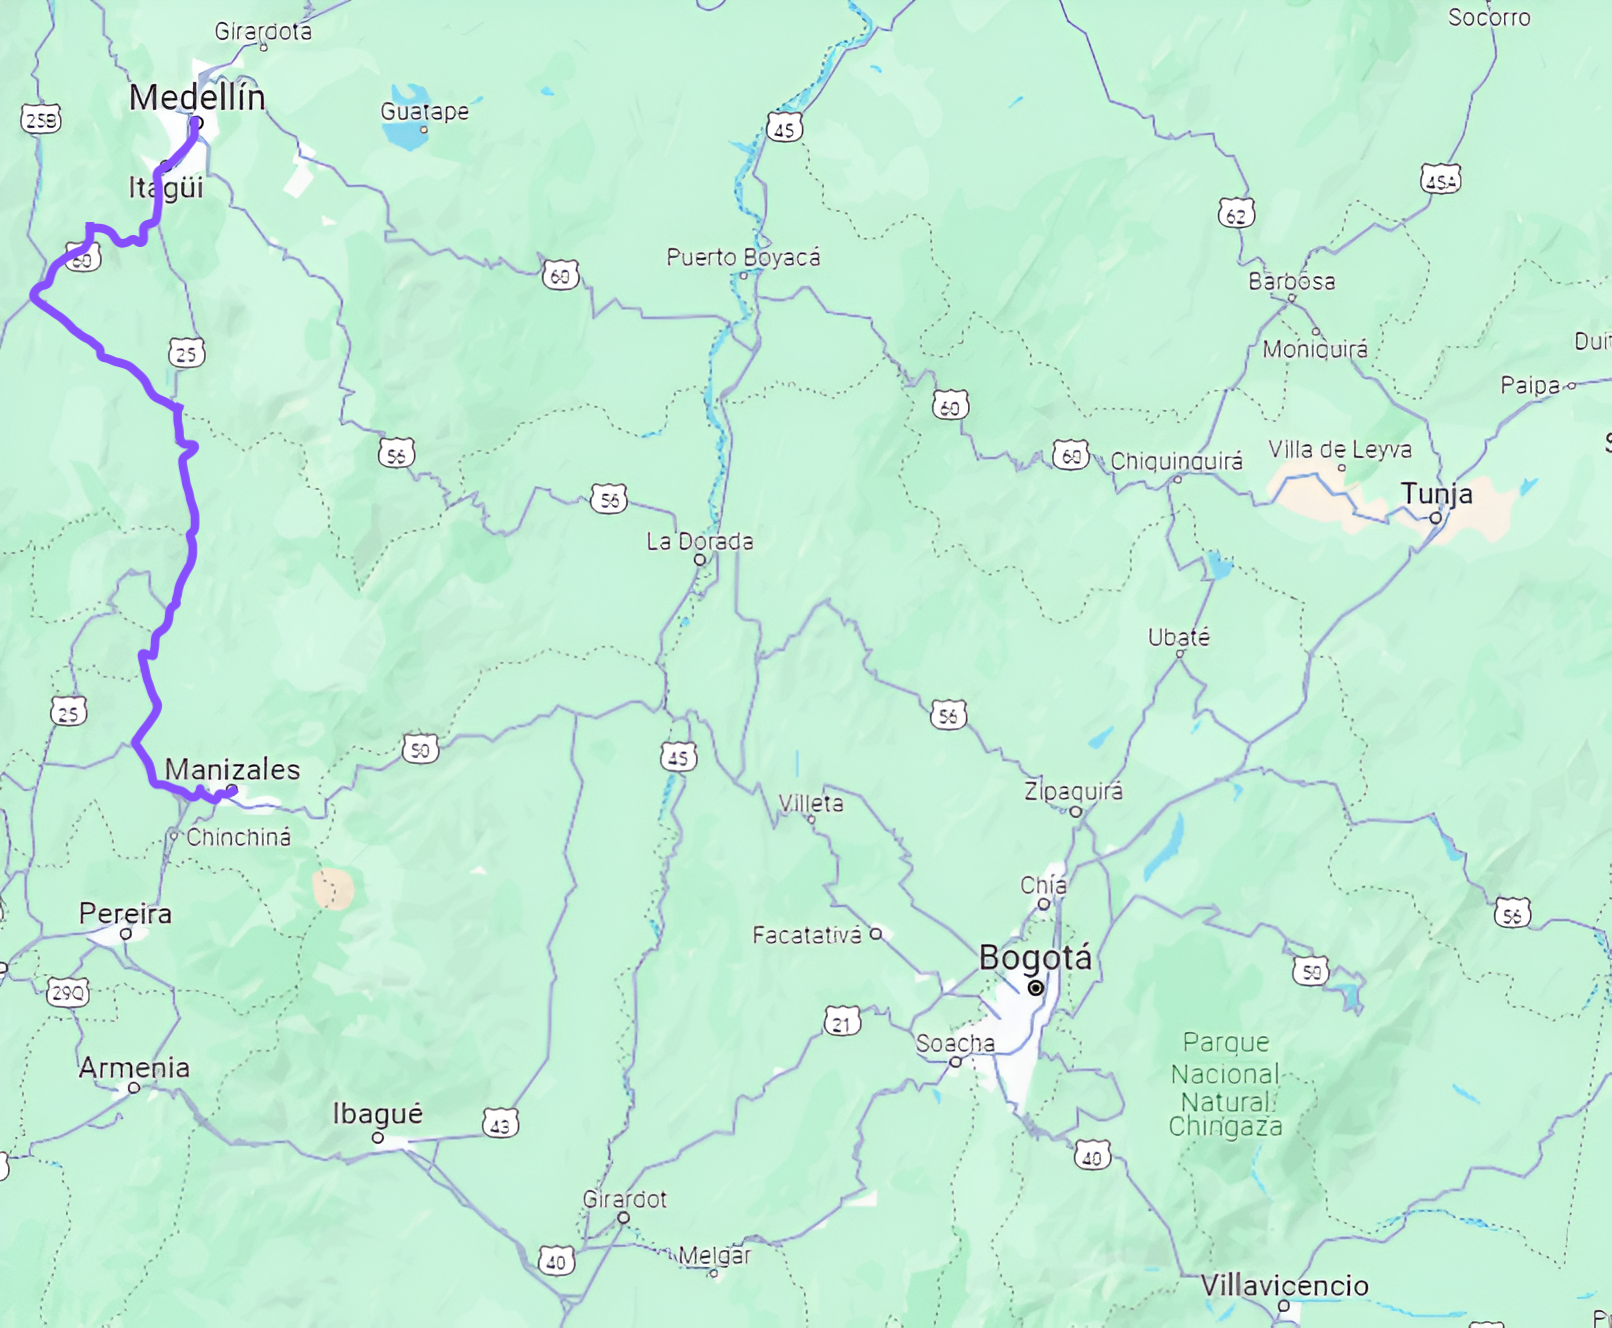 Socorro
Girardota
Medellín
Guatape
25B
45
Itagüi
45A
62
60
Puerto Boyacá
60
Barbosa
Moniquirá
Duit
25
Paipa
60
56
60
Chiquinquirá
Villa de Leyva
Tunja
56
La Dorada
Ubaté
25
56
50
45
Manizales
Zipaquirá
Villeta
Chinchiná
Chía
Pereira
56
Facatativá
Bogotá
50
29Q
21
Soacha
Parque
Nacional
Natural
Chingaza
Armenia
Ibagué
43
40
Girardot
Melgar
40
Villavicencio